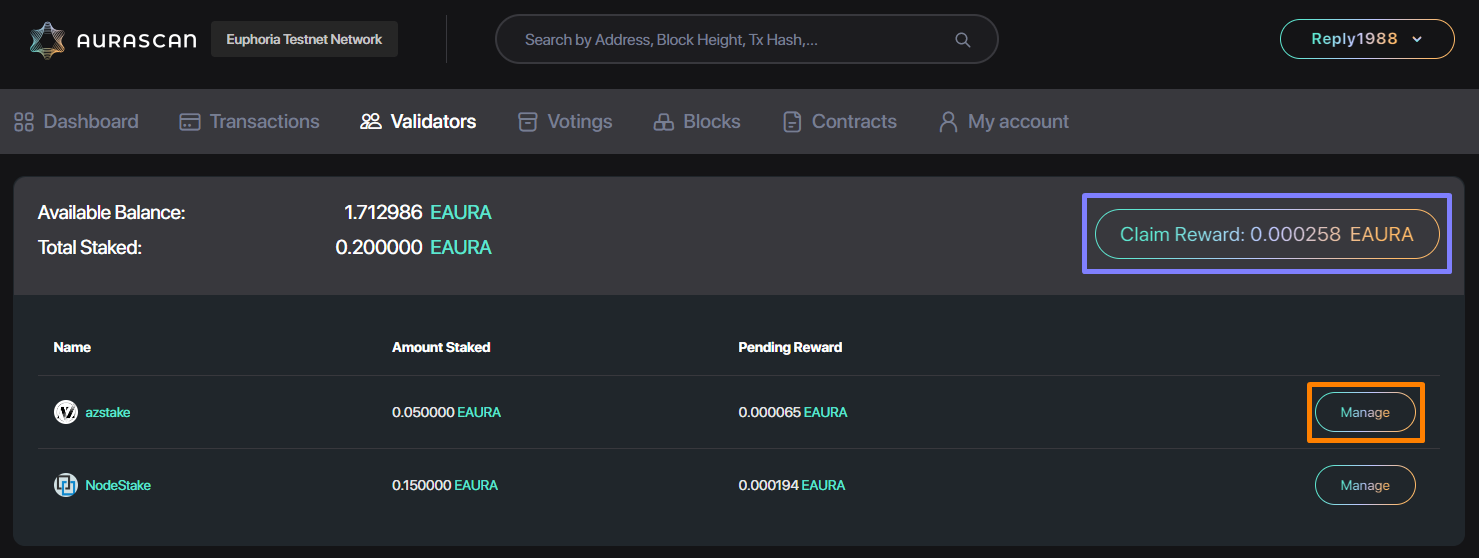 AURASCAN Euphoria Testnet Network Search by Address, Block Height, Tx Hash,... Reply1988
Dashboard Transactions Validators Votings Blocks Contracts My account
Available Balance: 1.712986 EAURA
Total Staked: 0.200000 EAURA
Claim Reward: 0.000258 EAURA
Name Amount Staked Pending Reward
azstake 0.050000 EAURA 0.000065 EAURA Manage
NodeStake 0.150000 EAURA 0.000194 EAURA Manage